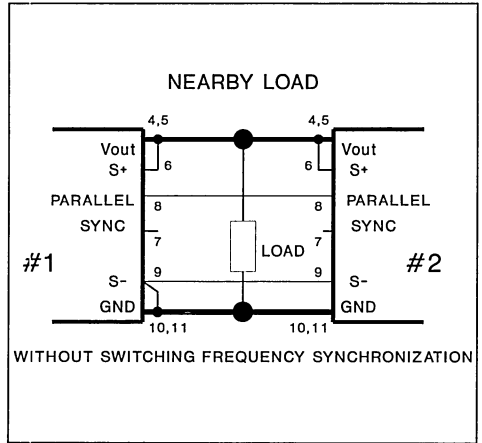 NEARBY LOAD
4,5 4,5
Vout Vout
S+ 6 6 S+
PARALLEL 8 8 PARALLEL
SYNC 7 7 SYNC
LOAD
#1 #2
S- 9 9 S-
GND GND
10,11 10,11
WITHOUT SWITCHING FREQUENCY SYNCHRONIZATION